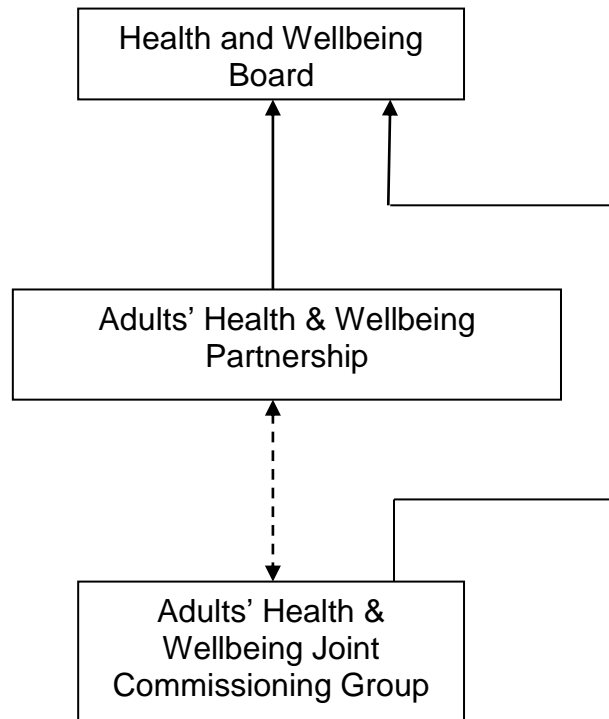 Health and Wellbeing
Board
Adults’ Health & Wellbeing
Partnership
Adults’ Health &
Wellbeing Joint
Commissioning Group